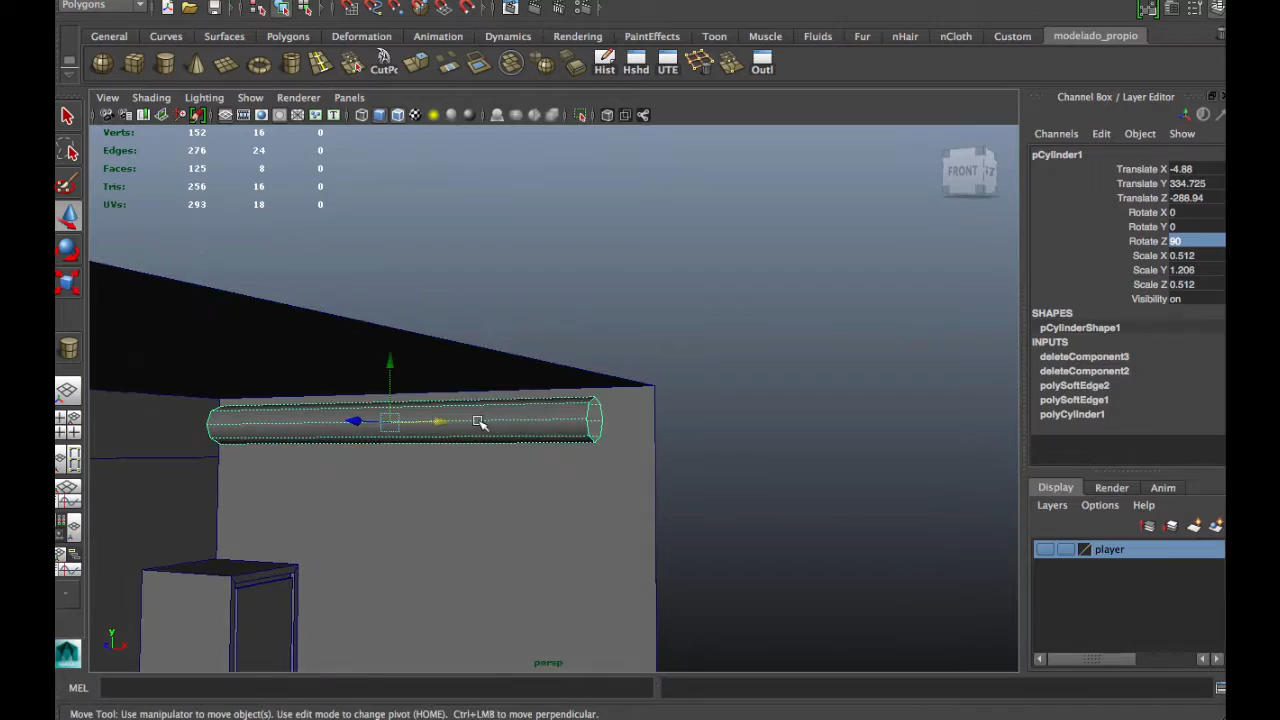 Polygons
General Curves Surfaces Polygons Deformation Animation Dynamics Rendering PaintEffects Toon Muscle Fluids Fur nHair nCloth Custom modelado_propio
CutPc Hist Hshd UTE Outl
View Shading Lighting Show Renderer Panels
Verts: 152 16 0
Edges: 276 24 0
Faces: 125 8 0
Tris: 256 16 0
UVs: 293 18 0
FRONT
persp
y
z x
Channel Box / Layer Editor
Channels Edit Object Show
pCylinder1
Translate X -4.88
Translate Y 334.725
Translate Z -288.94
Rotate X 0
Rotate Y 0
Rotate Z 90
Scale X 0.512
Scale Y 1.206
Scale Z 0.512
Visibility on
SHAPES
pCylinderShape1
INPUTS
deleteComponent3
deleteComponent2
polySoftEdge2
polySoftEdge1
polyCylinder1
Display Render Anim
Layers Options Help
player
MEL
Move Tool: Use manipulator to move object(s). Use edit mode to change pivot (HOME). Ctrl+LMB to move perpendicular.